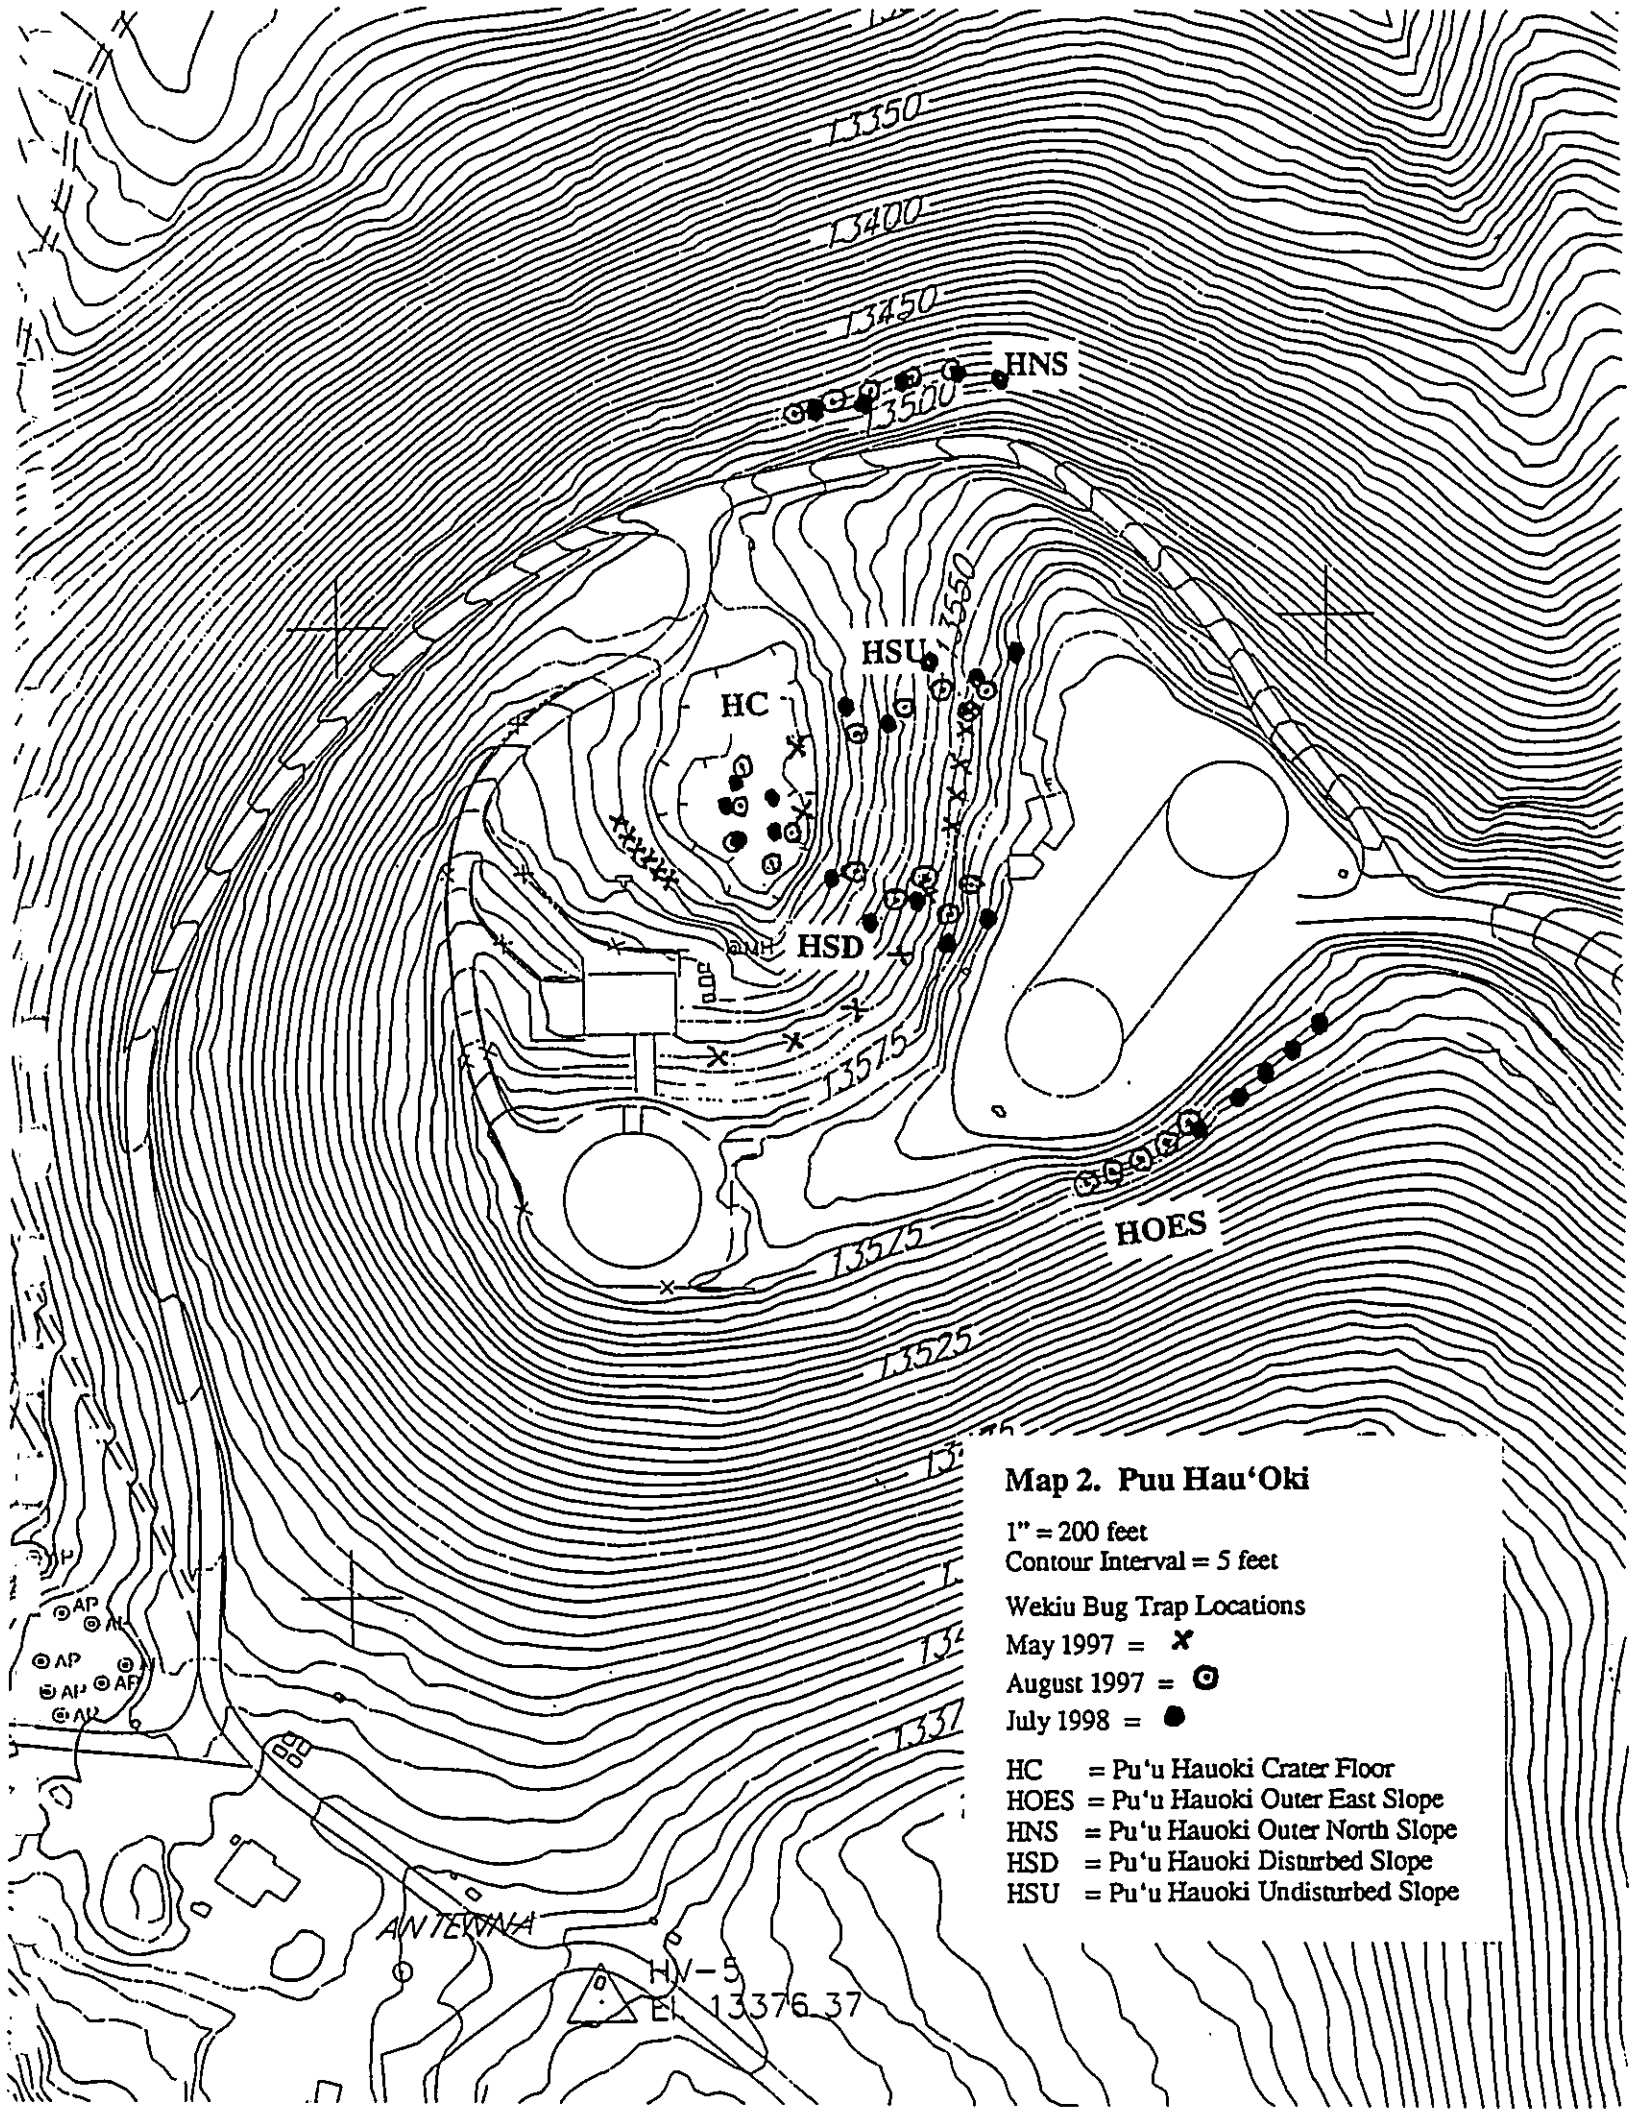 13350
13400
13450
HNS
13500
13550
HSU
HC
MH
HSD
13575
HOES
13575
13525
Map 2. Puu Hau‘Oki
1” = 200 feet
Contour Interval = 5 feet
Wekiu Bug Trap Locations
May 1997 = x
August 1997 =
July 1998 =
HC = Pu‘u Hauoki Crater Floor
HOES = Pu‘u Hauoki Outer East Slope
HNS = Pu‘u Hauoki Outer North Slope
HSD = Pu‘u Hauoki Disturbed Slope
HSU = Pu‘u Hauoki Undisturbed Slope
AP
AP
AP
AP
ANTENNA
HV-5
El 13376.37